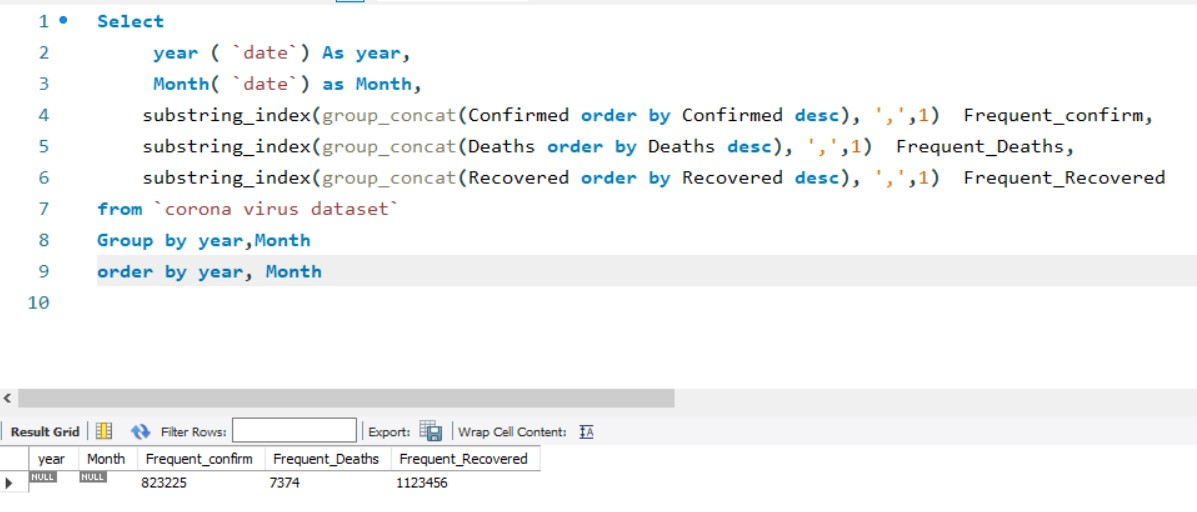 1 Select
2 year ( `date`) As year,
3 Month( `date`) as Month,
4 substring_index(group_concat(Confirmed order by Confirmed desc), ',',1)  Frequent_confirm,
5 substring_index(group_concat(Deaths order by Deaths desc), ',',1)  Frequent_Deaths,
6 substring_index(group_concat(Recovered order by Recovered desc), ',',1)  Frequent_Recovered
7 from `corona virus dataset`
8 Group by year,Month
9 order by year, Month
10
Result Grid Filter Rows: Export: Wrap Cell Content: IA
year Month Frequent_confirm Frequent_Deaths Frequent_Recovered
NULL NULL 823225 7374 1123456